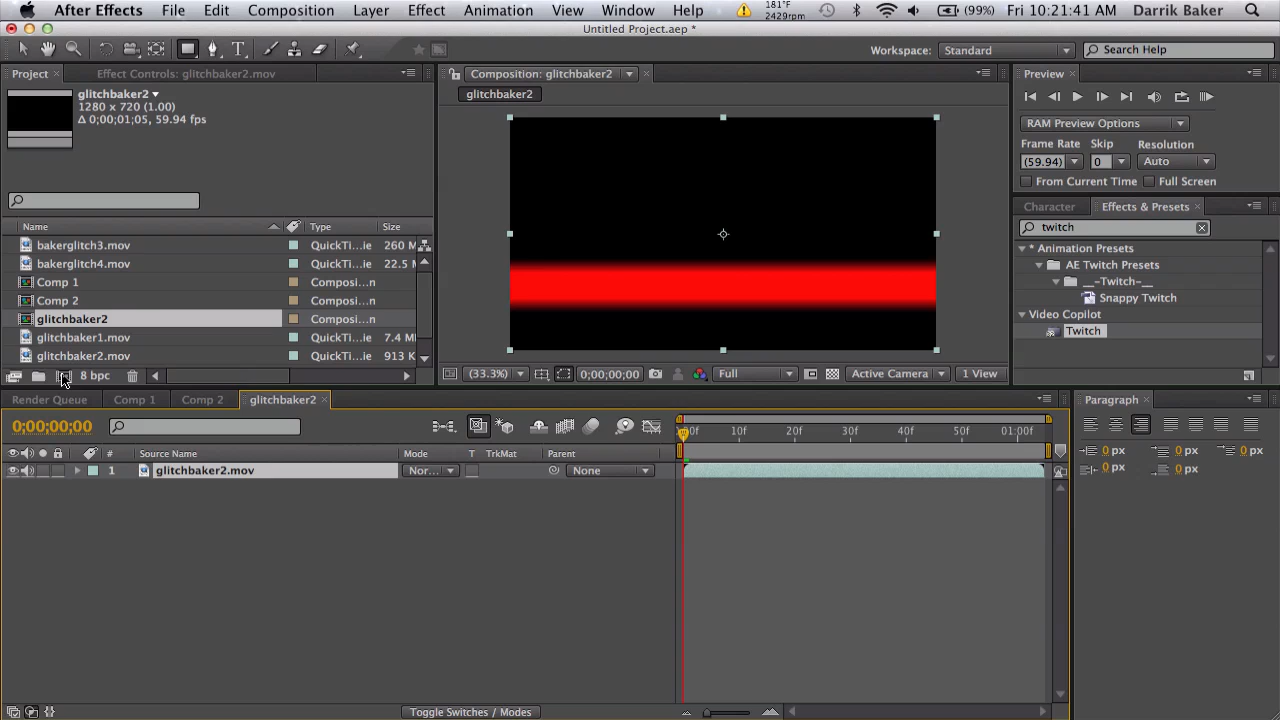 After Effects File Edit Composition Layer Effect Animation View Window Help 181°F 2429rpm (99%) Fri 10:21:41 AM Darrik Baker
Untitled Project.aep *
Workspace: Standard Search Help
Project Effect Controls: glitchbaker2.mov
glitchbaker2
1280 x 720 (1.00)
Δ 0;00;01;05, 59.94 fps
Name Type Size
bakerglitch3.mov QuickTi...ie 260 M
bakerglitch4.mov QuickTi...ie 22.5 M
Comp 1 Composi...n
Comp 2 Composi...n
glitchbaker2 Composi...n
glitchbaker1.mov QuickTi...ie 7.4 M
glitchbaker2.mov QuickTi...ie 913 K
8 bpc
Composition: glitchbaker2
glitchbaker2
(33.3%) 0;00;00;00 Full Active Camera 1 View
Preview
RAM Preview Options
Frame Rate Skip Resolution
(59.94) 0 Auto
From Current Time Full Screen
Character Effects & Presets
twitch
* Animation Presets
AE Twitch Presets
__-Twitch-__
Snappy Twitch
Video Copilot
Twitch
Render Queue Comp 1 Comp 2 glitchbaker2
0;00;00;00
00f 10f 20f 30f 40f 50f 01:00f
# Source Name Mode T TrkMat Parent
1 glitchbaker2.mov Nor... None
Toggle Switches / Modes
Paragraph
0 px 0 px 0 px
0 px 0 px